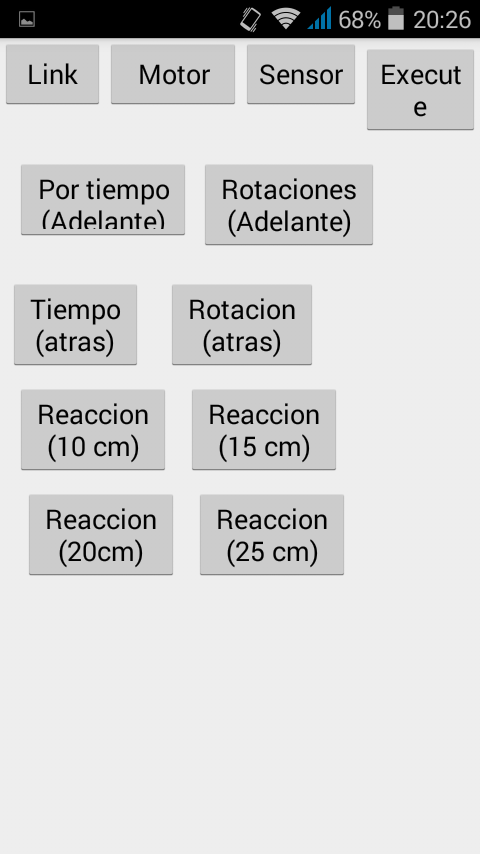 68% 20:26
Link Motor Sensor Execut
e
Por tiempo
(Adelante)
Rotaciones
(Adelante)
Tiempo
(atras)
Rotacion
(atras)
Reaccion
(10 cm)
Reaccion
(15 cm)
Reaccion
(20cm)
Reaccion
(25 cm)